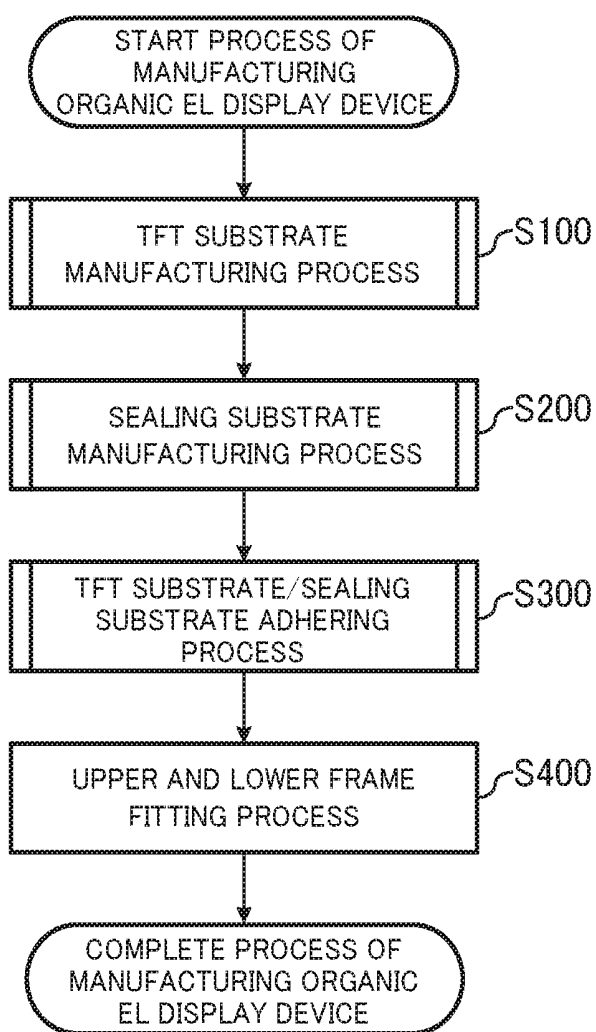 START PROCESS OF
MANUFACTURING
ORGANIC EL DISPLAY DEVICE
TFT SUBSTRATE
MANUFACTURING PROCESS
S100
SEALING SUBSTRATE
MANUFACTURING PROCESS
S200
TFT SUBSTRATE/SEALING
SUBSTRATE ADHERING
PROCESS
S300
UPPER AND LOWER FRAME
FITTING PROCESS
S400
COMPLETE PROCESS OF
MANUFACTURING ORGANIC
EL DISPLAY DEVICE